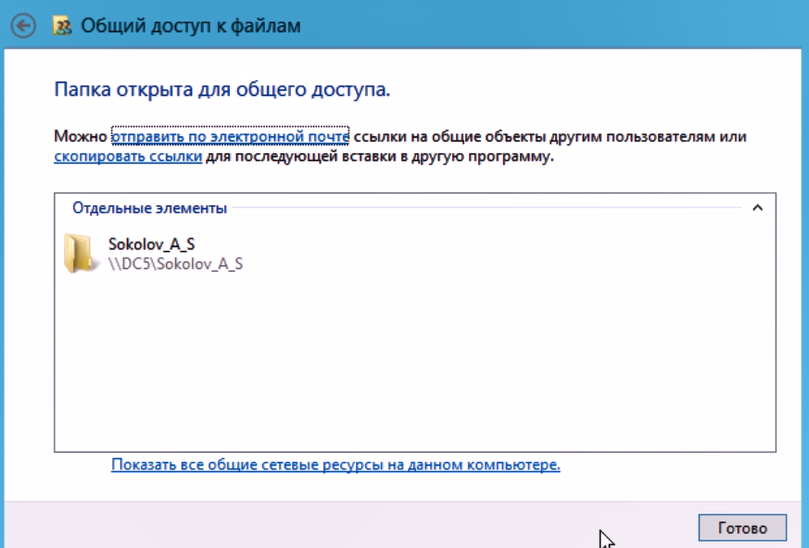 Общий доступ к файлам
Папка открыта для общего доступа.
Можно отправить по электронной почте ссылки на общие объекты другим пользователям или
скопировать ссылки для последующей вставки в другую программу.
Отдельные элементы
Sokolov_A_S
\\DC5\Sokolov_A_S
Показать все общие сетевые ресурсы на данном компьютере.
Готово